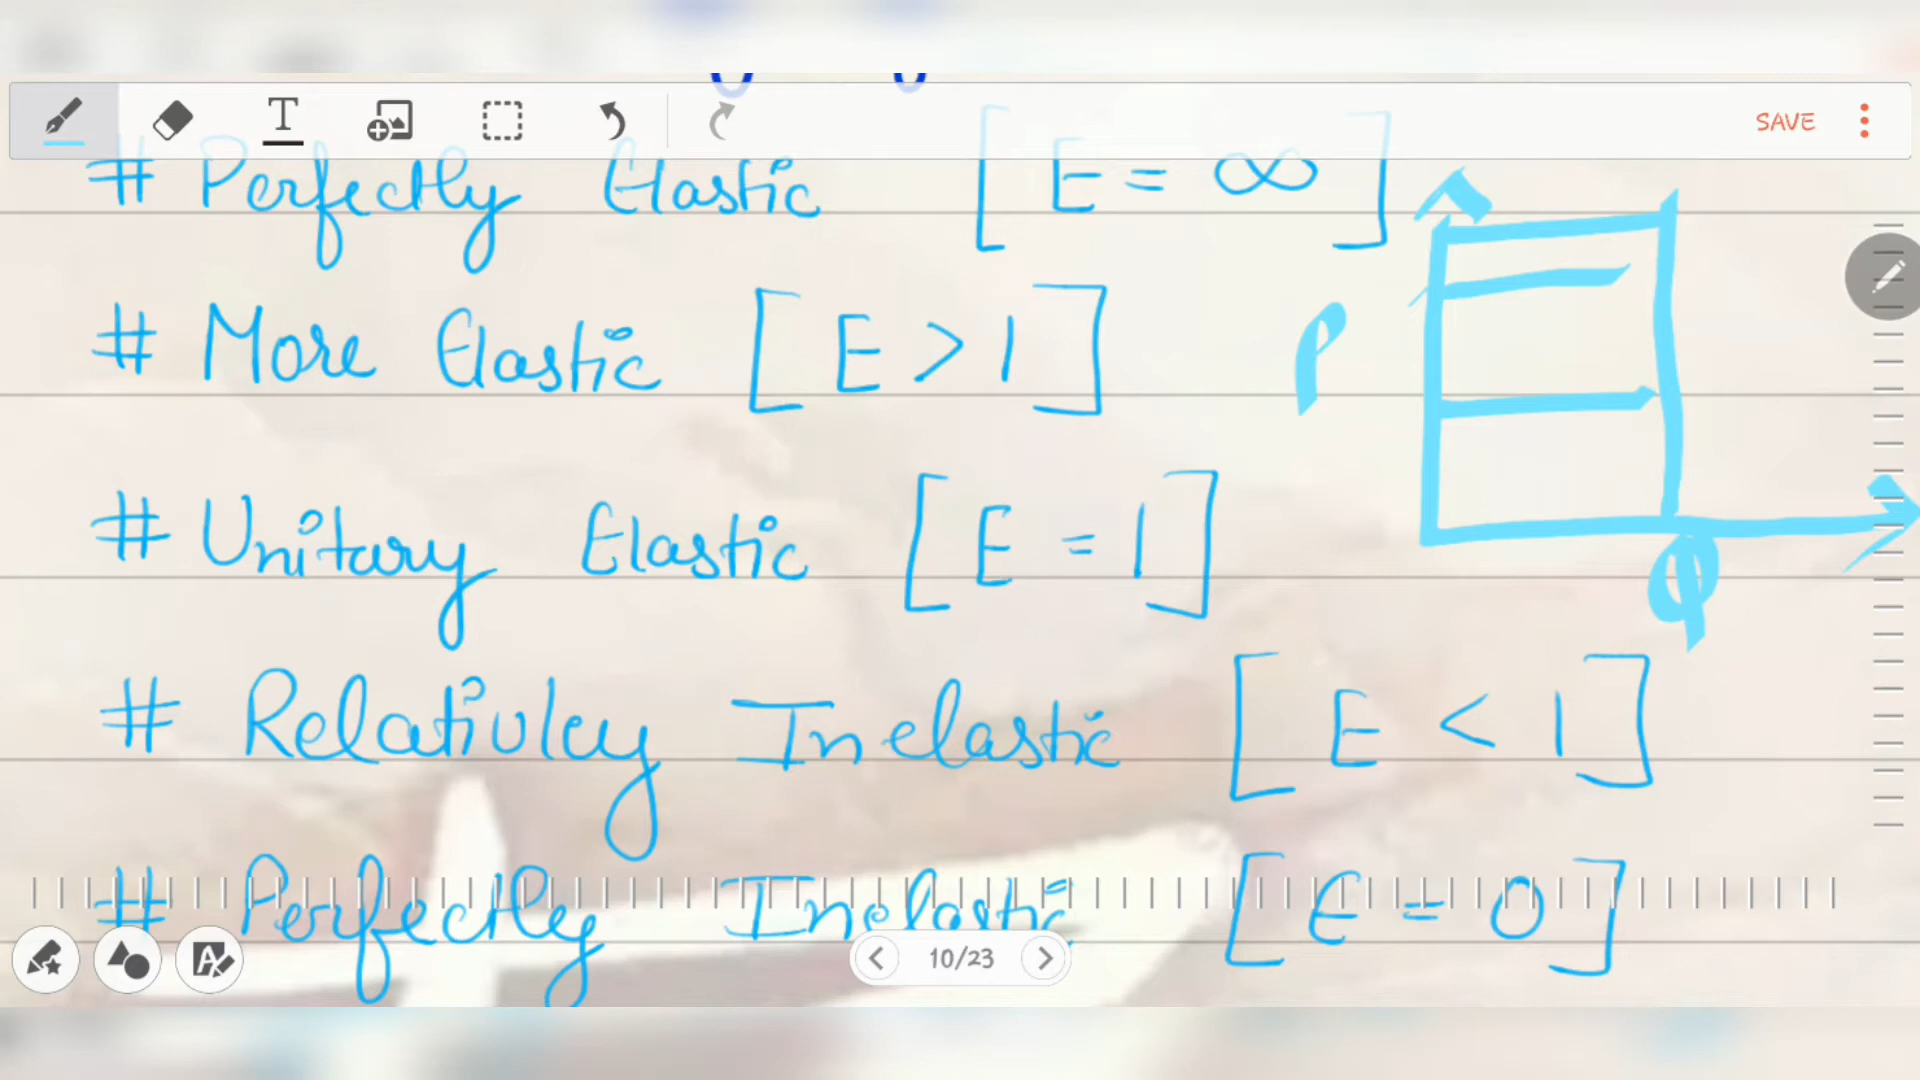 T
SAVE
# Perfectly Elastic [E = ∞]
# More Elastic [E > 1]
P
# Unitary Elastic [E = 1]
Q
# Relativley Inelastic [E < 1]
# Perfectly Inelastic [E = 0]
A
10/23